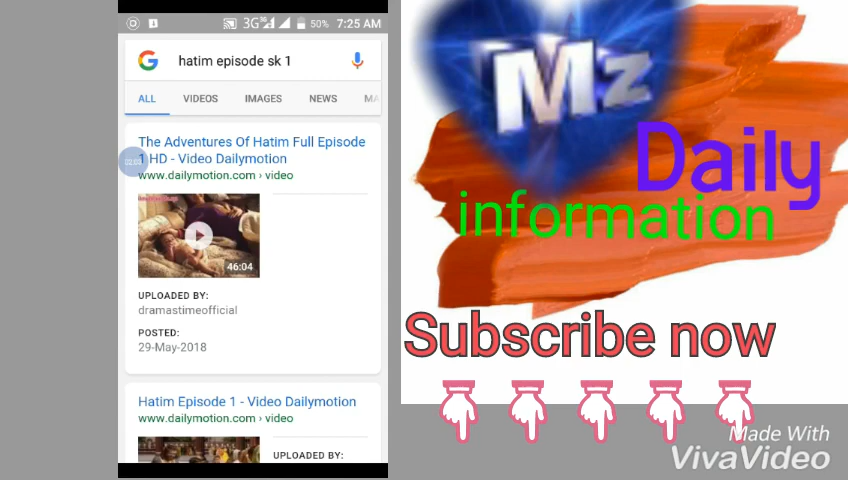 3G 3G 50% 7:25 AM
hatim episode sk 1
ALL VIDEOS IMAGES NEWS MA
The Adventures Of Hatim Full Episode
1 HD - Video Dailymotion
www.dailymotion.com › video
46:04
UPLOADED BY:
dramastimeofficial
POSTED:
29-May-2018
Hatim Episode 1 - Video Dailymotion
www.dailymotion.com › video
UPLOADED BY:
Mz
Daily
information
Subscribe now
Made With
VivaVideo